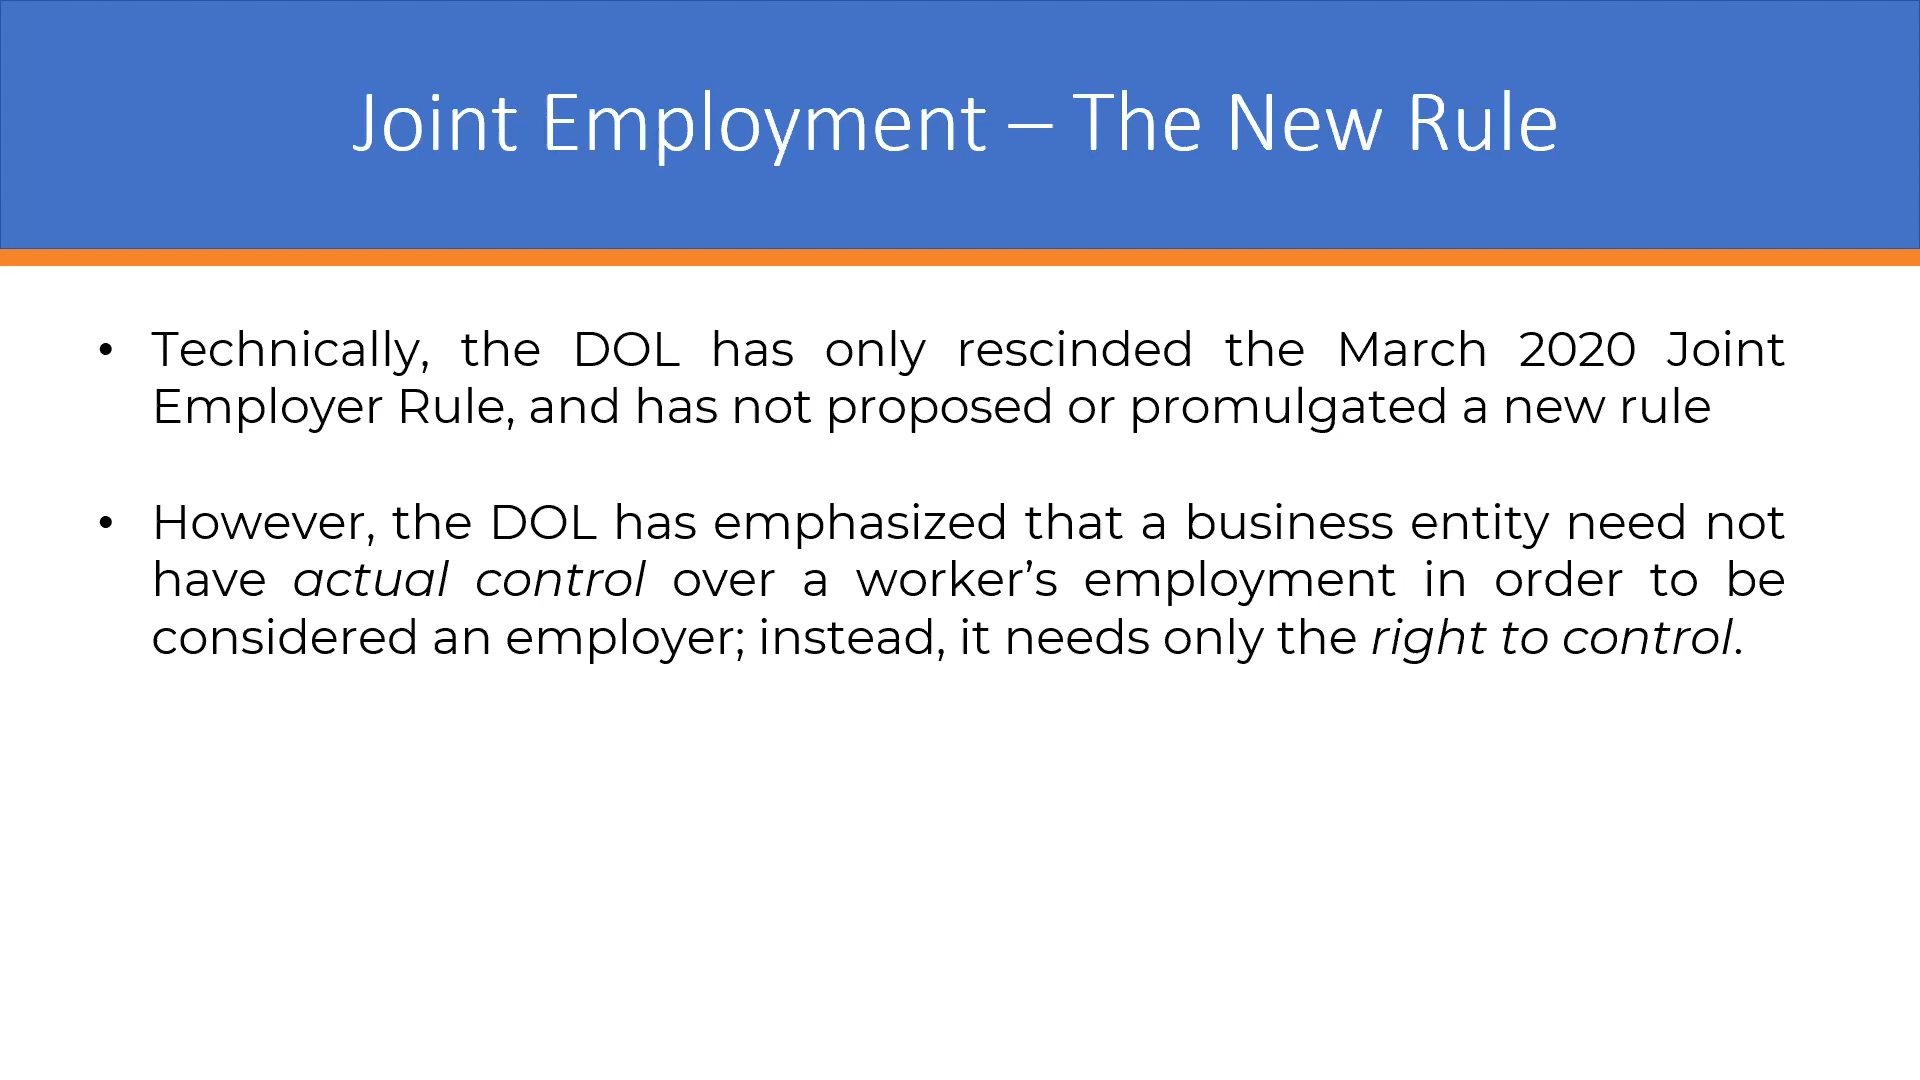 Joint Employment – The New Rule
• Technically, the DOL has only rescinded the March 2020 Joint
Employer Rule, and has not proposed or promulgated a new rule
• However, the DOL has emphasized that a business entity need not
have actual control over a worker’s employment in order to be
considered an employer; instead, it needs only the right to control.